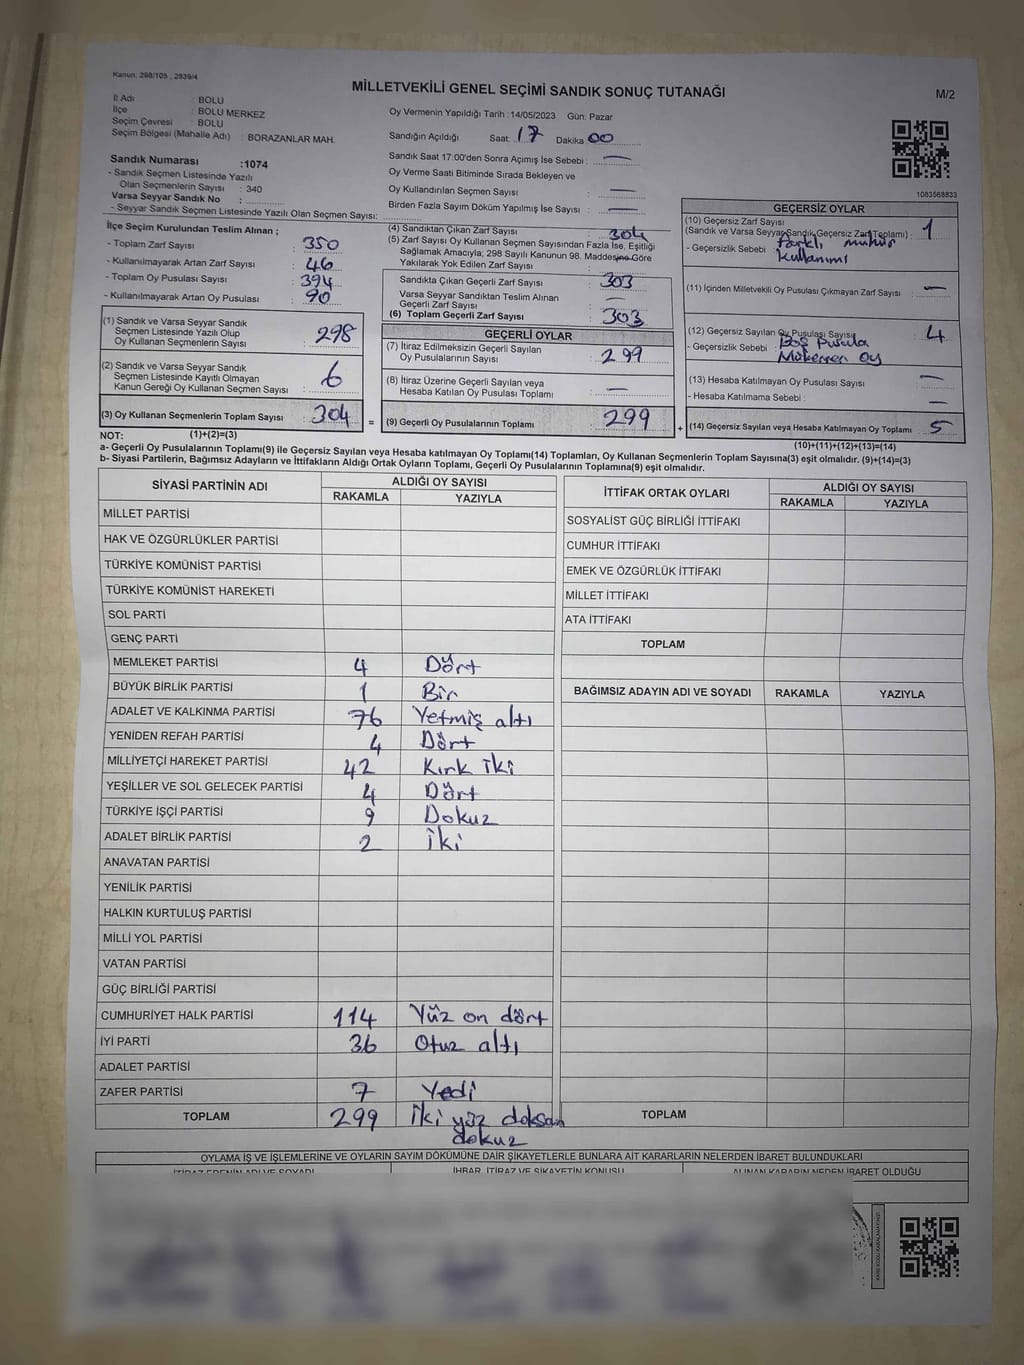 Kanun: 298/105 , 2839/4
MİLLETVEKİLİ GENEL SEÇİMİ SANDIK SONUÇ TUTANAĞI
M/2
İl Adı : BOLU
İlçe : BOLU MERKEZ
Seçim Çevresi : BOLU
Seçim Bölgesi (Mahalle Adı) : BORAZANLAR MAH.
Sandık Numarası :1074
- Sandık Seçmen Listesinde Yazılı
Olan Seçmenlerin Sayısı : 340
Varsa Seyyar Sandık No :
- Seyyar Sandık Seçmen Listesinde Yazılı Olan Seçmen Sayısı:
Oy Vermenin Yapıldığı Tarih :14/05/2023 Gün: Pazar
Sandığın Açıldığı Saat: 17 Dakika 00
Sandık Saat 17:00'den Sonra Açımış İse Sebebi : —
Oy Verme Saati Bitiminde Sırada Bekleyen ve
Oy Kullandırılan Seçmen Sayısı : —
Birden Fazla Sayım Döküm Yapılmış İse Sayısı : —
1083568833
İlçe Seçim Kurulundan Teslim Alınan ;
- Toplam Zarf Sayısı : 350
- Kullanılmayarak Artan Zarf Sayısı : 46
- Toplam Oy Pusulası Sayısı : 394
- Kullanılmayarak Artan Oy Pusulası : 90
(1) Sandık ve Varsa Seyyar Sandık
Seçmen Listesinde Yazılı Olup
Oy Kullanan Seçmenlerin Sayısı : 298
(2) Sandık ve Varsa Seyyar Sandık
Seçmen Listesinde Kayıtlı Olmayan
Kanun Gereği Oy Kullanan Seçmen Sayısı : 6
(3) Oy Kullanan Seçmenlerin Toplam Sayısı : 304
(1)+(2)=(3)
(4) Sandıktan Çıkan Zarf Sayısı : 304
(5) Zarf Sayısı Oy Kullanan Seçmen Sayısından Fazla İse, Eşitliği
Sağlamak Amacıyla; 298 Sayılı Kanunun 98. Maddesine Göre
Yakılarak Yok Edilen Zarf Sayısı : —
Sandıkta Çıkan Geçerli Zarf Sayısı : 303
Varsa Seyyar Sandıktan Teslim Alınan
Geçerli Zarf Sayısı : —
(6) Toplam Geçerli Zarf Sayısı : 303
GEÇERLİ OYLAR
(7) İtiraz Edilmeksizin Geçerli Sayılan
Oy Pusulalarının Sayısı : 299
(8) İtiraz Üzerine Geçerli Sayılan veya
Hesaba Katılan Oy Pusulası Toplamı : —
= (9) Geçerli Oy Pusulalarının Toplamı : 299
GEÇERSİZ OYLAR
(10) Geçersiz Zarf Sayısı
(Sandık ve Varsa Seyyar Sandık Geçersiz Zarf Toplamı) : 1
- Geçersizlik Sebebi : Farklı mühür
Kullanımı
(11) İçinden Milletvekili Oy Pusulası Çıkmayan Zarf Sayısı : —
(12) Geçersiz Sayılan Oy Pusulası Sayısı : 4
- Geçersizlik Sebebi : Boş Pusula
Mükerrer Oy
(13) Hesaba Katılmayan Oy Pusulası Sayısı : —
- Hesaba Katılmama Sebebi : —
+ (14) Geçersiz Sayılan veya Hesaba Katılmayan Oy Toplamı : 5
(10)+(11)+(12)+(13)=(14)
NOT:
a- Geçerli Oy Pusulalarının Toplamı(9) ile Geçersiz Sayılan veya Hesaba katılmayan Oy Toplamı(14) Toplamları, Oy Kullanan Seçmenlerin Toplam Sayısına(3) eşit olmalıdır. (9)+(14)=(3)
b- Siyasi Partilerin, Bağımsız Adayların ve İttifakların Aldığı Ortak Oyların Toplamı, Geçerli Oy Pusulalarının Toplamına(9) eşit olmalıdır.
SİYASİ PARTİNİN ADI ALDIĞI OY SAYISI
RAKAMLA YAZIYLA
MİLLET PARTİSİ
HAK VE ÖZGÜRLÜKLER PARTİSİ
TÜRKİYE KOMÜNİST PARTİSİ
TÜRKİYE KOMÜNİST HAREKETİ
SOL PARTİ
GENÇ PARTİ
MEMLEKET PARTİSİ 4 Dört
BÜYÜK BİRLİK PARTİSİ 1 Bir
ADALET VE KALKINMA PARTİSİ 76 Yetmiş altı
YENİDEN REFAH PARTİSİ 4 Dört
MİLLİYETÇİ HAREKET PARTİSİ 42 Kırk iki
YEŞİLLER VE SOL GELECEK PARTİSİ 4 Dört
TÜRKİYE İŞÇİ PARTİSİ 9 Dokuz
ADALET BİRLİK PARTİSİ 2 İki
ANAVATAN PARTİSİ
YENİLİK PARTİSİ
HALKIN KURTULUŞ PARTİSİ
MİLLİ YOL PARTİSİ
VATAN PARTİSİ
GÜÇ BİRLİĞİ PARTİSİ
CUMHURİYET HALK PARTİSİ 114 Yüz on dört
İYİ PARTİ 36 Otuz altı
ADALET PARTİSİ
ZAFER PARTİSİ 7 Yedi
TOPLAM 299 İki yüz doksan
dokuz
İTTİFAK ORTAK OYLARI ALDIĞI OY SAYISI
RAKAMLA YAZIYLA
SOSYALİST GÜÇ BİRLİĞİ İTTİFAKI
CUMHUR İTTİFAKI
EMEK VE ÖZGÜRLÜK İTTİFAKI
MİLLET İTTİFAKI
ATA İTTİFAKI
TOPLAM
BAĞIMSIZ ADAYIN ADI VE SOYADI RAKAMLA YAZIYLA
TOPLAM
OYLAMA İŞ VE İŞLEMLERİNE VE OYLARIN SAYIM DÖKÜMÜNE DAİR ŞİKAYETLERLE BUNLARA AİT KARARLARIN NELERDEN İBARET BULUNDUKLARI
İTİRAZ EDENİN ADI VE SOYADI İHBAR, İTİRAZ VE ŞİKAYETİN KONUSU ALINAN KARARIN NEDEN İBARET OLDUĞU